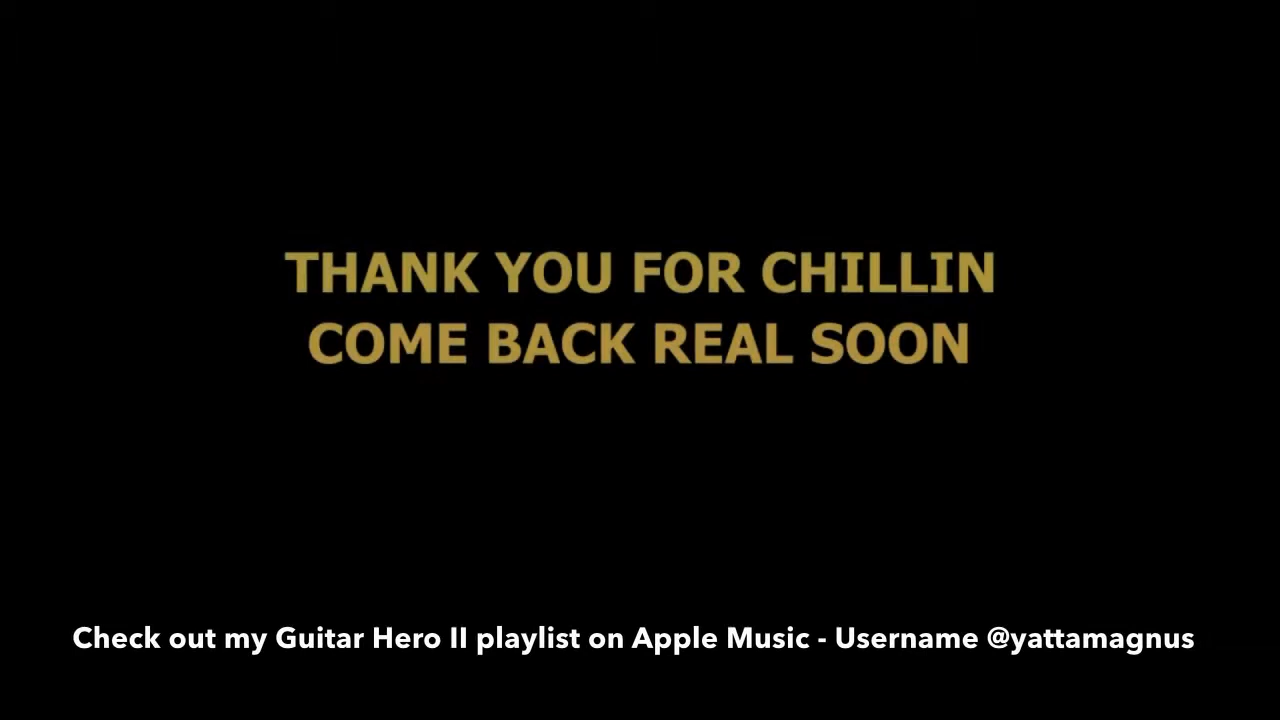 THANK YOU FOR CHILLIN
COME BACK REAL SOON
Check out my Guitar Hero II playlist on Apple Music - Username @yattamagnus